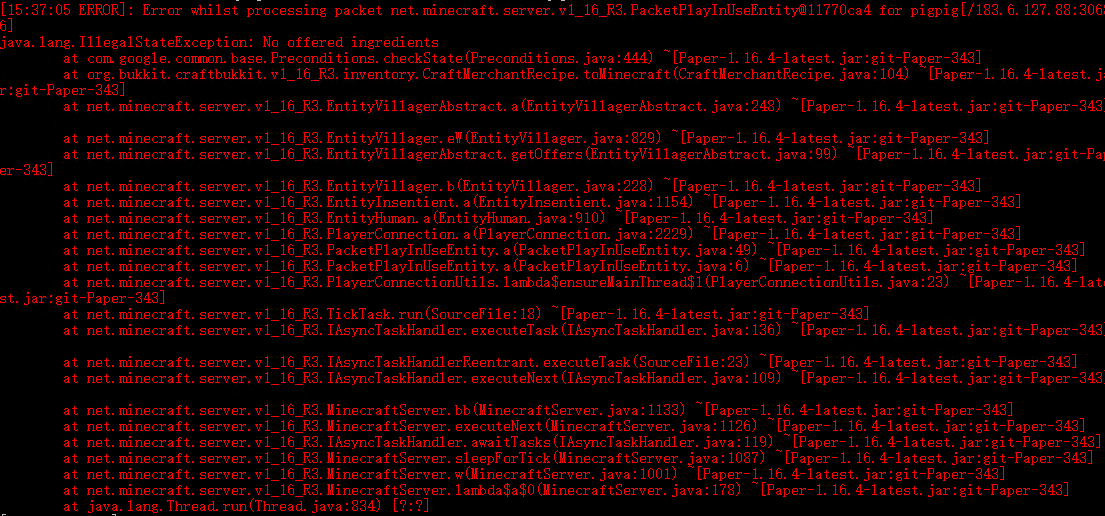 [15:37:05 ERROR]: Error whilst processing packet net.minecraft.server.v1_16_R3.PacketPlayInUseEntity@11770ca4 for pigpig[/183.6.127.88:306
6]
java.lang.IllegalStateException: No offered ingredients
at com.google.common.base.Preconditions.checkState(Preconditions.java:444) ~[Paper-1.16.4-latest.jar:git-Paper-343]
at org.bukkit.craftbukkit.v1_16_R3.inventory.CraftMerchantRecipe.toMinecraft(CraftMerchantRecipe.java:104) ~[Paper-1.16.4-latest.ja
r:git-Paper-343]
at net.minecraft.server.v1_16_R3.EntityVillagerAbstract.a(EntityVillagerAbstract.java:248) ~[Paper-1.16.4-latest.jar:git-Paper-343]
at net.minecraft.server.v1_16_R3.EntityVillager.eW(EntityVillager.java:829) ~[Paper-1.16.4-latest.jar:git-Paper-343]
at net.minecraft.server.v1_16_R3.EntityVillagerAbstract.getOffers(EntityVillagerAbstract.java:99) ~[Paper-1.16.4-latest.jar:git-Pap
er-343]
at net.minecraft.server.v1_16_R3.EntityVillager.b(EntityVillager.java:228) ~[Paper-1.16.4-latest.jar:git-Paper-343]
at net.minecraft.server.v1_16_R3.EntityInsentient.a(EntityInsentient.java:1154) ~[Paper-1.16.4-latest.jar:git-Paper-343]
at net.minecraft.server.v1_16_R3.EntityHuman.a(EntityHuman.java:910) ~[Paper-1.16.4-latest.jar:git-Paper-343]
at net.minecraft.server.v1_16_R3.PlayerConnection.a(PlayerConnection.java:2229) ~[Paper-1.16.4-latest.jar:git-Paper-343]
at net.minecraft.server.v1_16_R3.PacketPlayInUseEntity.a(PacketPlayInUseEntity.java:49) ~[Paper-1.16.4-latest.jar:git-Paper-343]
at net.minecraft.server.v1_16_R3.PacketPlayInUseEntity.a(PacketPlayInUseEntity.java:6) ~[Paper-1.16.4-latest.jar:git-Paper-343]
at net.minecraft.server.v1_16_R3.PlayerConnectionUtils.lambda$ensureMainThread$1(PlayerConnectionUtils.java:23) ~[Paper-1.16.4-late
st.jar:git-Paper-343]
at net.minecraft.server.v1_16_R3.TickTask.run(SourceFile:18) ~[Paper-1.16.4-latest.jar:git-Paper-343]
at net.minecraft.server.v1_16_R3.IAsyncTaskHandler.executeTask(IAsyncTaskHandler.java:136) ~[Paper-1.16.4-latest.jar:git-Paper-343]
at net.minecraft.server.v1_16_R3.IAsyncTaskHandlerReentrant.executeTask(SourceFile:23) ~[Paper-1.16.4-latest.jar:git-Paper-343]
at net.minecraft.server.v1_16_R3.IAsyncTaskHandler.executeNext(IAsyncTaskHandler.java:109) ~[Paper-1.16.4-latest.jar:git-Paper-343]
at net.minecraft.server.v1_16_R3.MinecraftServer.bb(MinecraftServer.java:1133) ~[Paper-1.16.4-latest.jar:git-Paper-343]
at net.minecraft.server.v1_16_R3.MinecraftServer.executeNext(MinecraftServer.java:1126) ~[Paper-1.16.4-latest.jar:git-Paper-343]
at net.minecraft.server.v1_16_R3.IAsyncTaskHandler.awaitTasks(IAsyncTaskHandler.java:119) ~[Paper-1.16.4-latest.jar:git-Paper-343]
at net.minecraft.server.v1_16_R3.MinecraftServer.sleepForTick(MinecraftServer.java:1087) ~[Paper-1.16.4-latest.jar:git-Paper-343]
at net.minecraft.server.v1_16_R3.MinecraftServer.w(MinecraftServer.java:1001) ~[Paper-1.16.4-latest.jar:git-Paper-343]
at net.minecraft.server.v1_16_R3.MinecraftServer.lambda$a$0(MinecraftServer.java:178) ~[Paper-1.16.4-latest.jar:git-Paper-343]
at java.lang.Thread.run(Thread.java:834) [?:?]